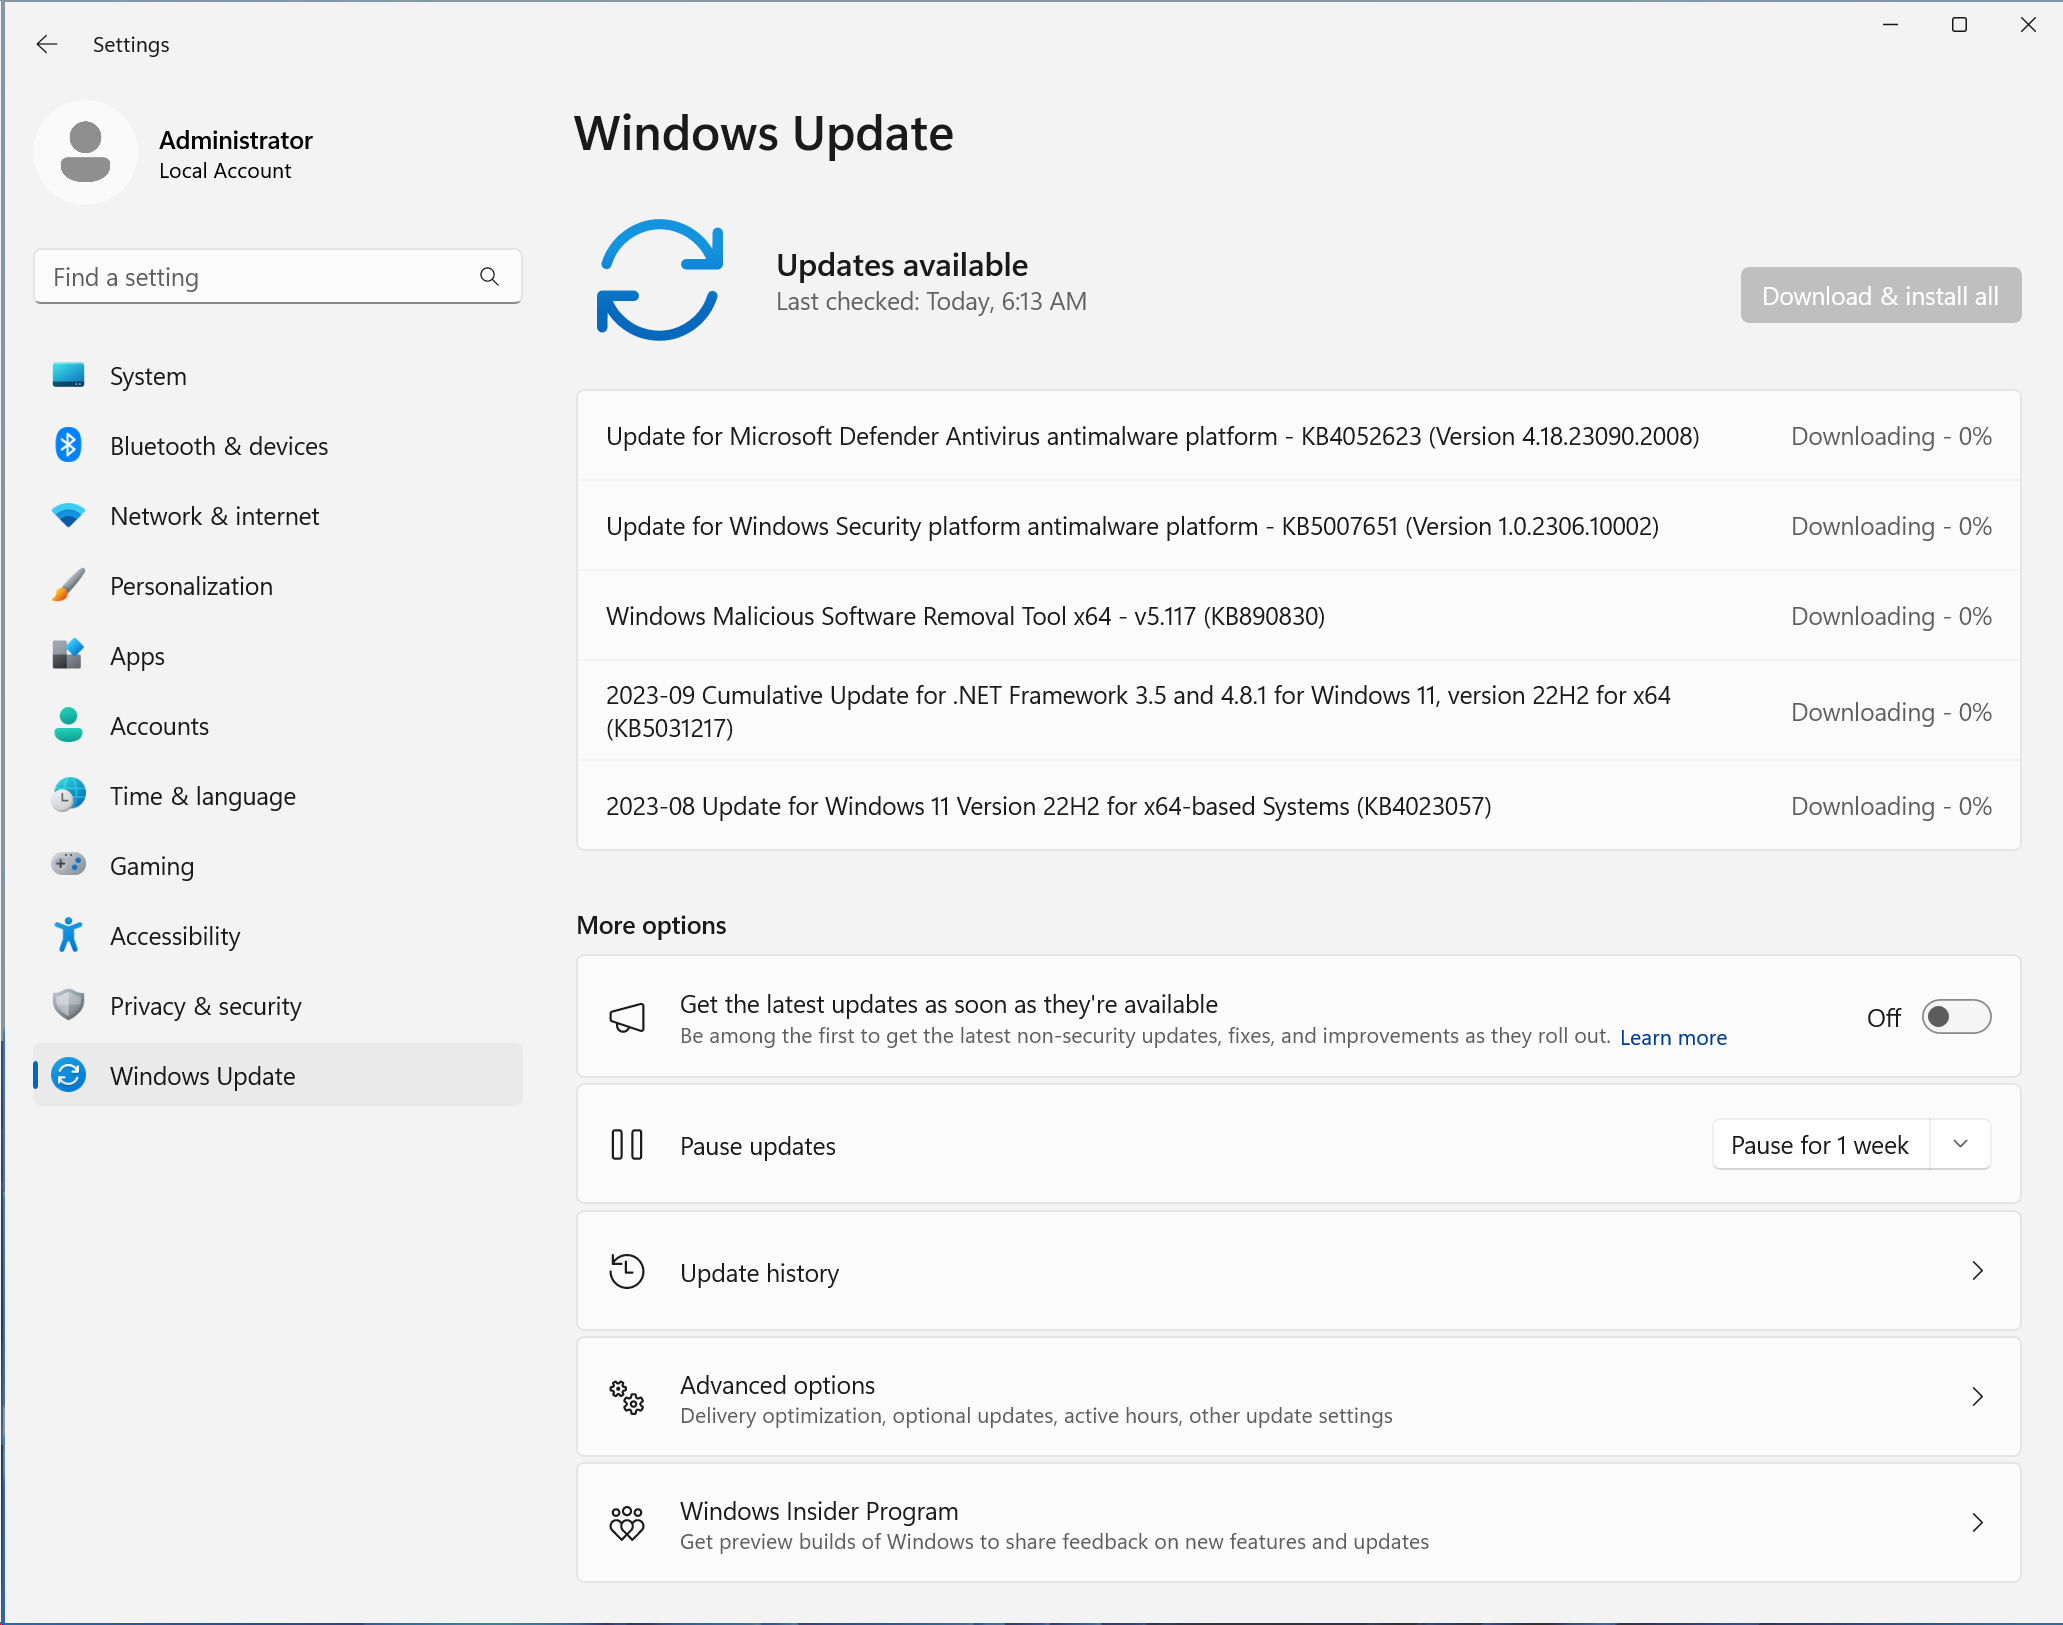 Settings
Administrator
Local Account
Find a setting
System
Bluetooth & devices
Network & internet
Personalization
Apps
Accounts
Time & language
Gaming
Accessibility
Privacy & security
Windows Update
Windows Update
Updates available
Last checked: Today, 6:13 AM
Download & install all
Update for Microsoft Defender Antivirus antimalware platform - KB4052623 (Version 4.18.23090.2008)
Downloading - 0%
Update for Windows Security platform antimalware platform - KB5007651 (Version 1.0.2306.10002)
Downloading - 0%
Windows Malicious Software Removal Tool x64 - v5.117 (KB890830)
Downloading - 0%
2023-09 Cumulative Update for .NET Framework 3.5 and 4.8.1 for Windows 11, version 22H2 for x64
(KB5031217)
Downloading - 0%
2023-08 Update for Windows 11 Version 22H2 for x64-based Systems (KB4023057)
Downloading - 0%
More options
Get the latest updates as soon as they're available
Be among the first to get the latest non-security updates, fixes, and improvements as they roll out. Learn more
Off
Pause updates
Pause for 1 week
Update history
Advanced options
Delivery optimization, optional updates, active hours, other update settings
Windows Insider Program
Get preview builds of Windows to share feedback on new features and updates